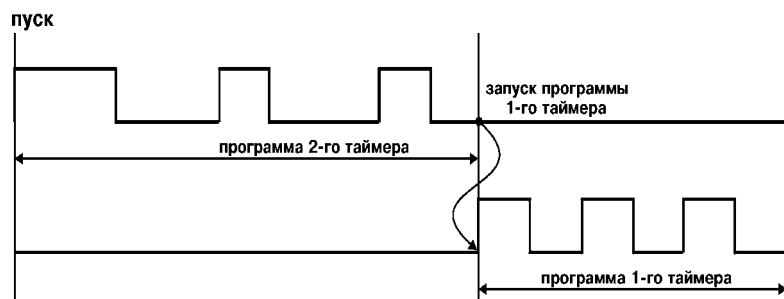 пуск
запуск программы
1-го таймера
программа 2-го таймера
программа 1-го таймера